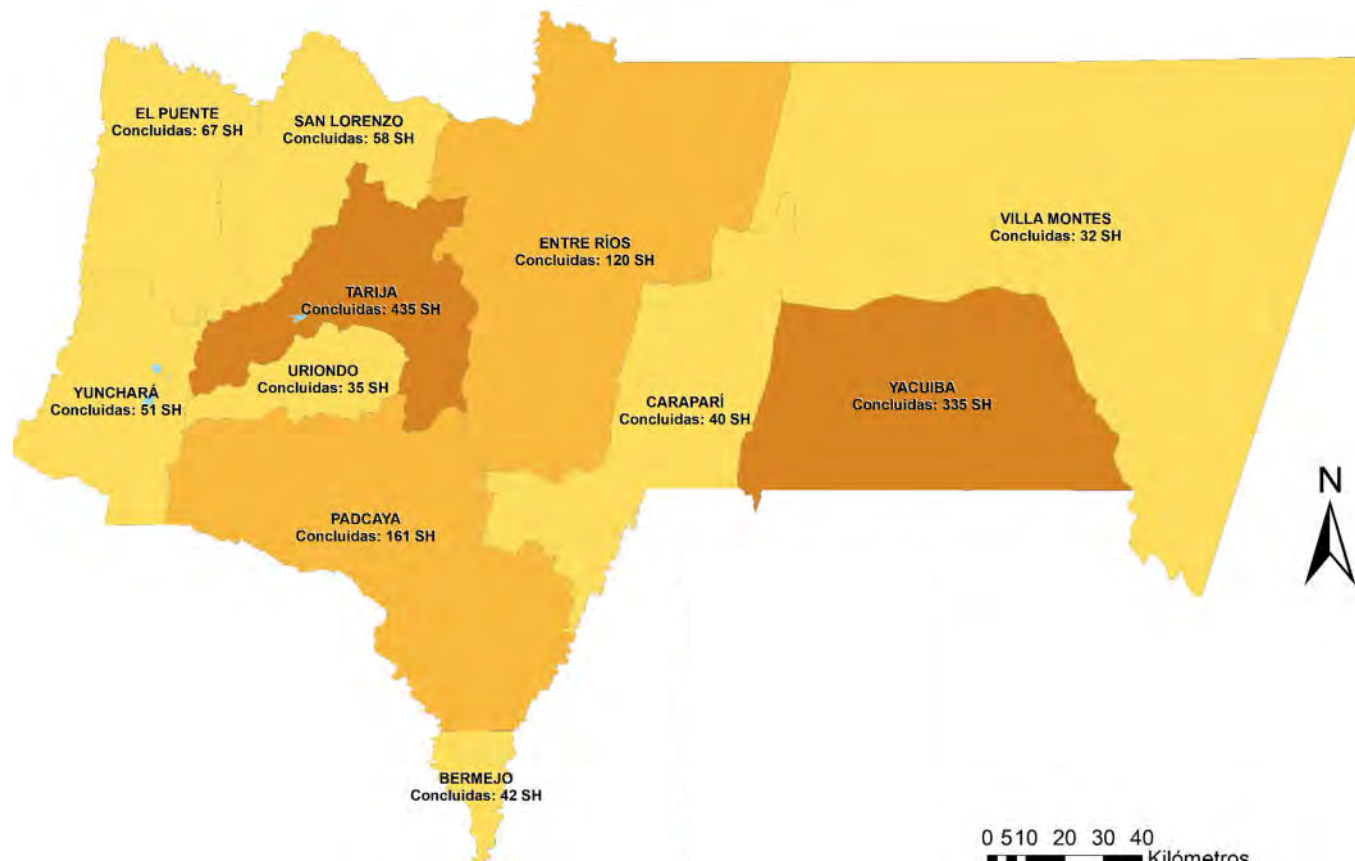 EL PUENTE
Concluidas: 67 SH
SAN LORENZO
Concluidas: 58 SH
VILLA MONTES
Concluidas: 32 SH
ENTRE RÍOS
Concluidas: 120 SH
TARIJA
Concluidas: 435 SH
URIONDO
Concluidas: 35 SH
YUNCHARÁ
Concluidas: 51 SH
CARAPARÍ
Concluidas: 40 SH
YACUIBA
Concluidas: 335 SH
N
PADCAYA
Concluidas: 161 SH
BERMEJO
Concluidas: 42 SH
0 5 10 20 30 40
Kilómetros